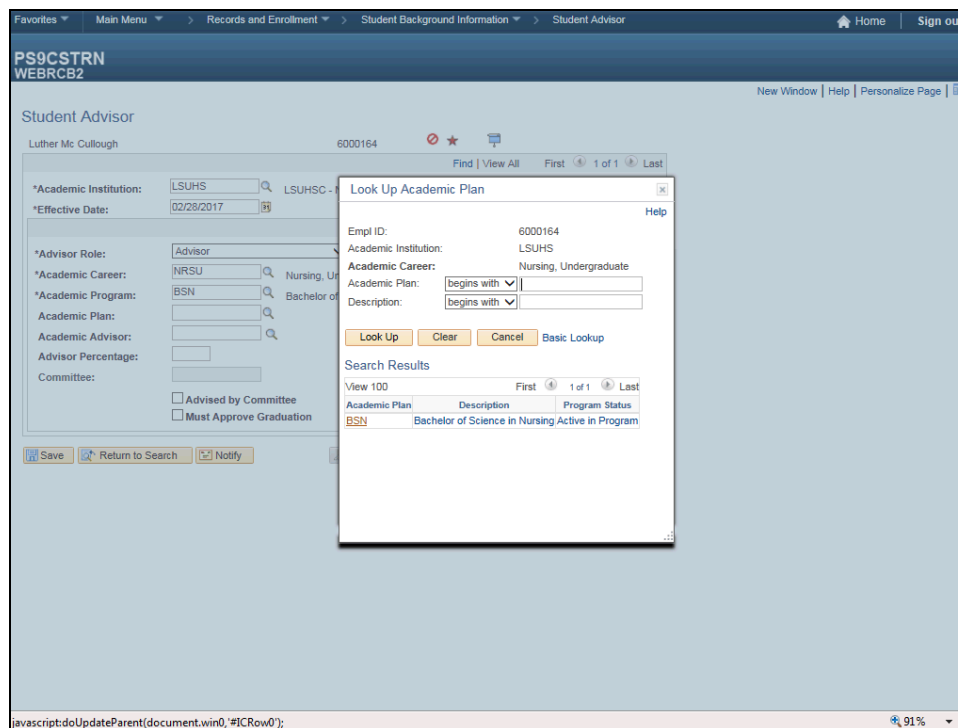 Favorites Main Menu > Records and Enrollment > Student Background Information > Student Advisor Home Sign ou
PS9CSTRN
WEBRCB2
New Window | Help | Personalize Page |
Student Advisor
Luther Mc Cullough 6000164
Find | View All First 1 of 1 Last
*Academic Institution: LSUHS LSUHSC - N
*Effective Date: 02/28/2017
*Advisor Role: Advisor
*Academic Career: NRSU Nursing, Un
*Academic Program: BSN Bachelor of
Academic Plan:
Academic Advisor:
Advisor Percentage:
Committee:
Advised by Committee
Must Approve Graduation
Save Return to Search Notify
Look Up Academic Plan
Help
Empl ID: 6000164
Academic Institution: LSUHS
Academic Career: Nursing, Undergraduate
Academic Plan: begins with
Description: begins with
Look Up Clear Cancel Basic Lookup
Search Results
View 100 First 1 of 1 Last
Academic Plan Description Program Status
BSN Bachelor of Science in Nursing Active in Program
javascript:doUpdateParent(document.win0,'#ICRow0'); 91%